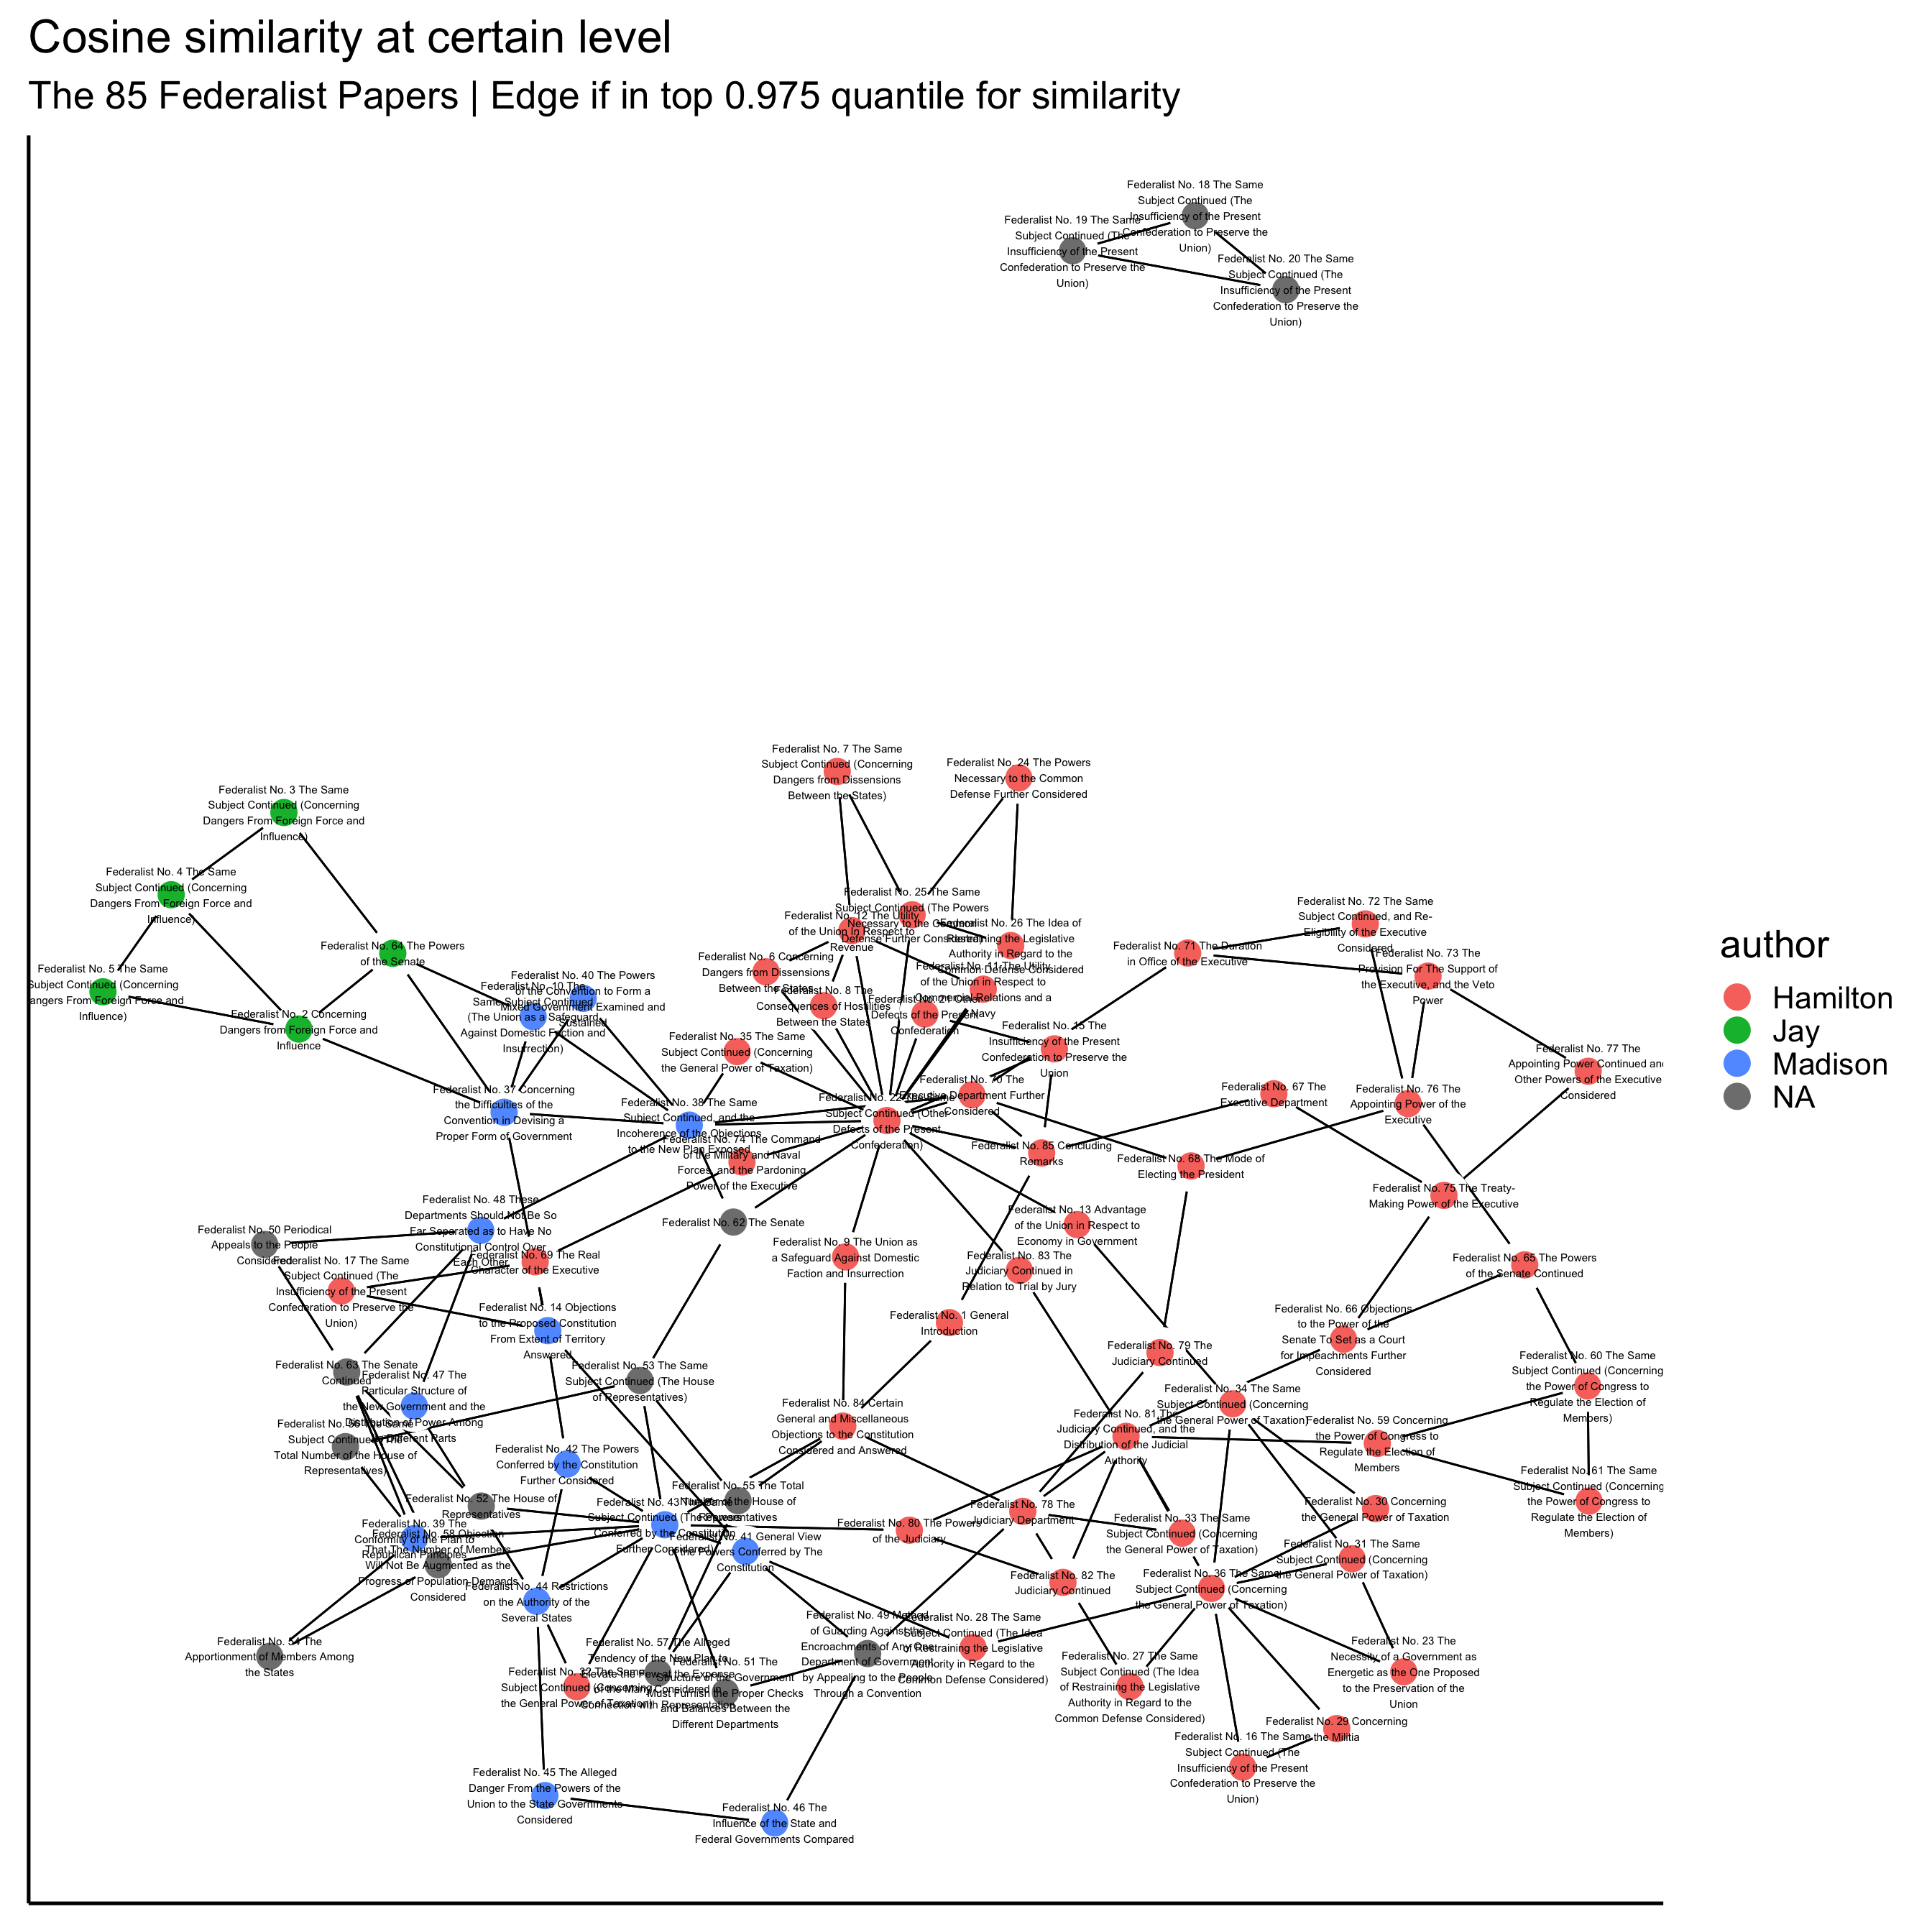 Cosine similarity at certain level
The 85 Federalist Papers | Edge if in top 0.975 quantile for similarity
Federalist No. 18 The Same
Subject Continued (The
Insufficiency of the Present
Confederation to Preserve the
Union)
Federalist No. 19 The Same
Subject Continued (The
Insufficiency of the Present
Confederation to Preserve the
Union)
Federalist No. 20 The Same
Subject Continued (The
Insufficiency of the Present
Confederation to Preserve the
Union)
Federalist No. 7 The Same
Subject Continued (Concerning
Dangers from Dissensions
Between the States)
Federalist No. 24 The Powers
Necessary to the Common
Defense Further Considered
Federalist No. 3 The Same
Subject Continued (Concerning
Dangers From Foreign Force and
Influence)
Federalist No. 4 The Same
Subject Continued (Concerning
Dangers From Foreign Force and
Influence)
Federalist No. 64 The Powers
of the Senate
Federalist No. 5 The Same
Subject Continued (Concerning
angers From Foreign Force and
Influence)
Federalist No. 2 Concerning
Dangers from Foreign Force and
Influence
Federalist No. 40 The Powers
of the Convention to Form a
Mixed Government Examined and
Sustained
Federalist No. 10 The
Same Subject Continued
(The Union as a Safeguard
Against Domestic Faction and
Insurrection)
Federalist No. 25 The Same
Subject Continued (The Powers
Necessary to the Common
Defense Further Considered)
Federalist No. 12 The Utility
of the Union In Respect to
Revenue
Federalist No. 26 The Idea of
Restraining the Legislative
Authority in Regard to the
Common Defense Considered
Federalist No. 6 Concerning
Dangers from Dissensions
Between the States
Federalist No. 11 The Utility
of the Union in Respect to
Commercial Relations and a
Navy
Federalist No. 8 The
Consequences of Hostilities
Between the States
Federalist No. 21 Other
Defects of the Present
Confederation
Federalist No. 15 The
Insufficiency of the Present
Confederation to Preserve the
Union
Federalist No. 35 The Same
Subject Continued (Concerning
the General Power of Taxation)
Federalist No. 71 The Duration
in Office of the Executive
Federalist No. 72 The Same
Subject Continued, and Re-
Eligibility of the Executive
Considered
Federalist No. 73 The
Provision For The Support of
the Executive, and the Veto
Power
Federalist No. 77 The
Appointing Power Continued and
Other Powers of the Executive
Considered
Federalist No. 67 The
Executive Department
Federalist No. 76 The
Appointing Power of the
Executive
Federalist No. 70 The
Executive Department Further
Considered
Federalist No. 37 Concerning
the Difficulties of the
Convention in Devising a
Proper Form of Government
Federalist No. 38 The Same
Subject Continued, and the
Incoherence of the Objections
to the New Plan Exposed
Federalist No. 22 The Same
Subject Continued (Other
Defects of the Present
Confederation)
Federalist No. 74 The Command
of the Military and Naval
Forces, and the Pardoning
Power of the Executive
Federalist No. 85 Concluding
Remarks
Federalist No. 68 The Mode of
Electing the President
Federalist No. 75 The Treaty-
Making Power of the Executive
Federalist No. 48 These
Departments Should Not Be So
Far Separated as to Have No
Constitutional Control Over
Each Other
Federalist No. 62 The Senate
Federalist No. 13 Advantage
of the Union in Respect to
Economy in Government
Federalist No. 50 Periodical
Appeals to the People
Considered
Federalist No. 69 The Real
Character of the Executive
Federalist No. 9 The Union as
a Safeguard Against Domestic
Faction and Insurrection
Federalist No. 83 The
Judiciary Continued in
Relation to Trial by Jury
Federalist No. 65 The Powers
of the Senate Continued
Federalist No. 17 The Same
Subject Continued (The
Insufficiency of the Present
Confederation to Preserve the
Union)
Federalist No. 14 Objections
to the Proposed Constitution
From Extent of Territory
Answered
Federalist No. 1 General
Introduction
Federalist No. 66 Objections
to the Power of the
Senate To Set as a Court
for Impeachments Further
Considered
Federalist No. 79 The
Judiciary Continued
Federalist No. 63 The Senate
Continued
Federalist No. 53 The Same
Subject Continued (The House
of Representatives)
Federalist No. 60 The Same
Subject Continued (Concerning
the Power of Congress to
Regulate the Election of
Members)
Federalist No. 47 The
Particular Structure of
the New Government and the
Distribution of Power Among
Its Different Parts
Federalist No. 34 The Same
Subject Continued (Concerning
the General Power of Taxation)
Federalist No. 84 Certain
General and Miscellaneous
Objections to the Constitution
Considered and Answered
Federalist No. 81 The
Judiciary Continued, and the
Distribution of the Judicial
Authority
Federalist No. 59 Concerning
the Power of Congress to
Regulate the Election of
Members
Federalist No. 56 The Same
Subject Continued (The
Total Number of the House of
Representatives)
Federalist No. 42 The Powers
Conferred by the Constitution
Further Considered
Federalist No. 61 The Same
Subject Continued (Concerning
the Power of Congress to
Regulate the Election of
Members)
Federalist No. 55 The Total
Number of the House of
Representatives
Federalist No. 52 The House of
Representatives
Federalist No. 43 The Same
Subject Continued (The Powers
Conferred by the Constitution
Further Considered)
Federalist No. 78 The
Judiciary Department
Federalist No. 30 Concerning
the General Power of Taxation
Federalist No. 39 The
Conformity of the Plan to
Republican Principles
Federalist No. 80 The Powers
of the Judiciary
Federalist No. 33 The Same
Subject Continued (Concerning
the General Power of Taxation)
Federalist No. 58 Objection
That The Number of Members
Will Not Be Augmented as the
Progress of Population Demands
Considered
Federalist No. 41 General View
of the Powers Conferred by The
Constitution
Federalist No. 31 The Same
Subject Continued (Concerning
the General Power of Taxation)
Federalist No. 82 The
Judiciary Continued
Federalist No. 36 The Same
Subject Continued (Concerning
the General Power of Taxation)
Federalist No. 44 Restrictions
on the Authority of the
Several States
Federalist No. 49 Method
of Guarding Against the
Encroachments of Any One
Department of Government
by Appealing to the People
Through a Convention
Federalist No. 28 The Same
Subject Continued (The Idea
of Restraining the Legislative
Authority in Regard to the
Common Defense Considered)
Federalist No. 54 The
Apportionment of Members Among
the States
Federalist No. 57 The Alleged
Tendency of the New Plan to
Elevate the Few at the Expense
of the Many Considered in
Connection with Representation
Federalist No. 32 The Same
Subject Continued (Concerning
the General Power of Taxation)
Federalist No. 51 The
Structure of the Government
Must Furnish the Proper Checks
and Balances Between the
Different Departments
Federalist No. 27 The Same
Subject Continued (The Idea
of Restraining the Legislative
Authority in Regard to the
Common Defense Considered)
Federalist No. 23 The
Necessity of a Government as
Energetic as the One Proposed
to the Preservation of the
Union
Federalist No. 29 Concerning
the Militia
Federalist No. 16 The Same
Subject Continued (The
Insufficiency of the Present
Confederation to Preserve the
Union)
Federalist No. 45 The Alleged
Danger From the Powers of the
Union to the State Governments
Considered
Federalist No. 46 The
Influence of the State and
Federal Governments Compared
author
Hamilton
Jay
Madison
NA